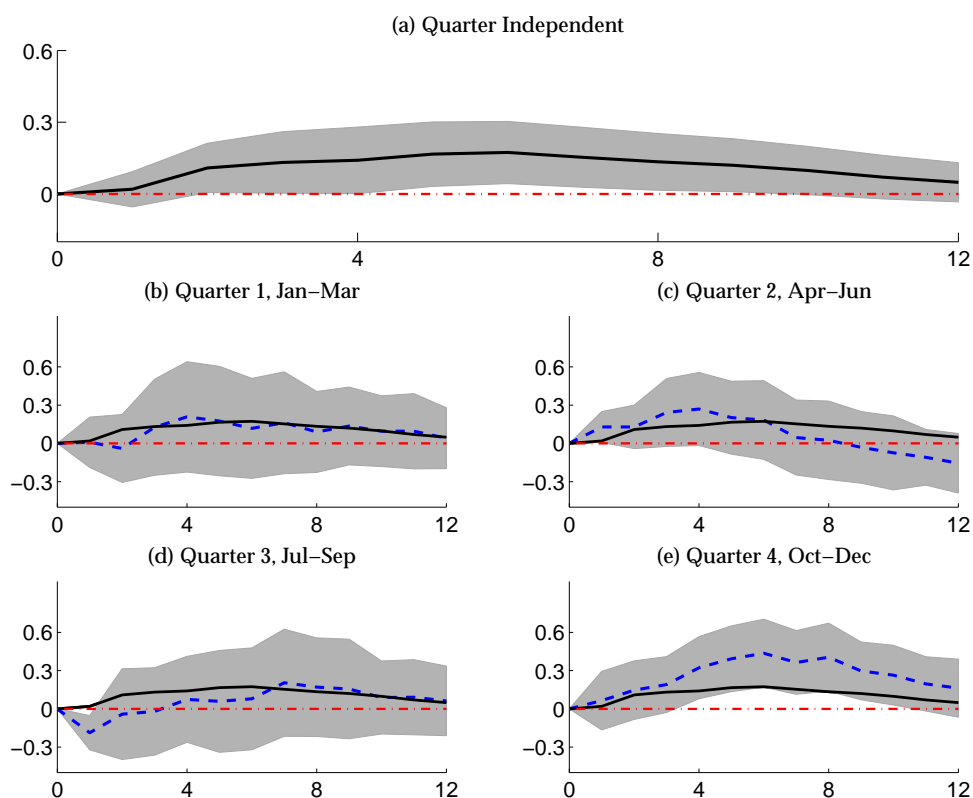 (a) Quarter Independent
0.6
0.3
0
0 4 8 12
(b) Quarter 1, Jan–Mar
(c) Quarter 2, Apr–Jun
0.6
0.3
0
−0.3
0 4 8 12
0.6
0.3
0
−0.3
0 4 8 12
(d) Quarter 3, Jul–Sep
(e) Quarter 4, Oct–Dec
0.6
0.3
0
−0.3
0 4 8 12
0.6
0.3
0
−0.3
0 4 8 12